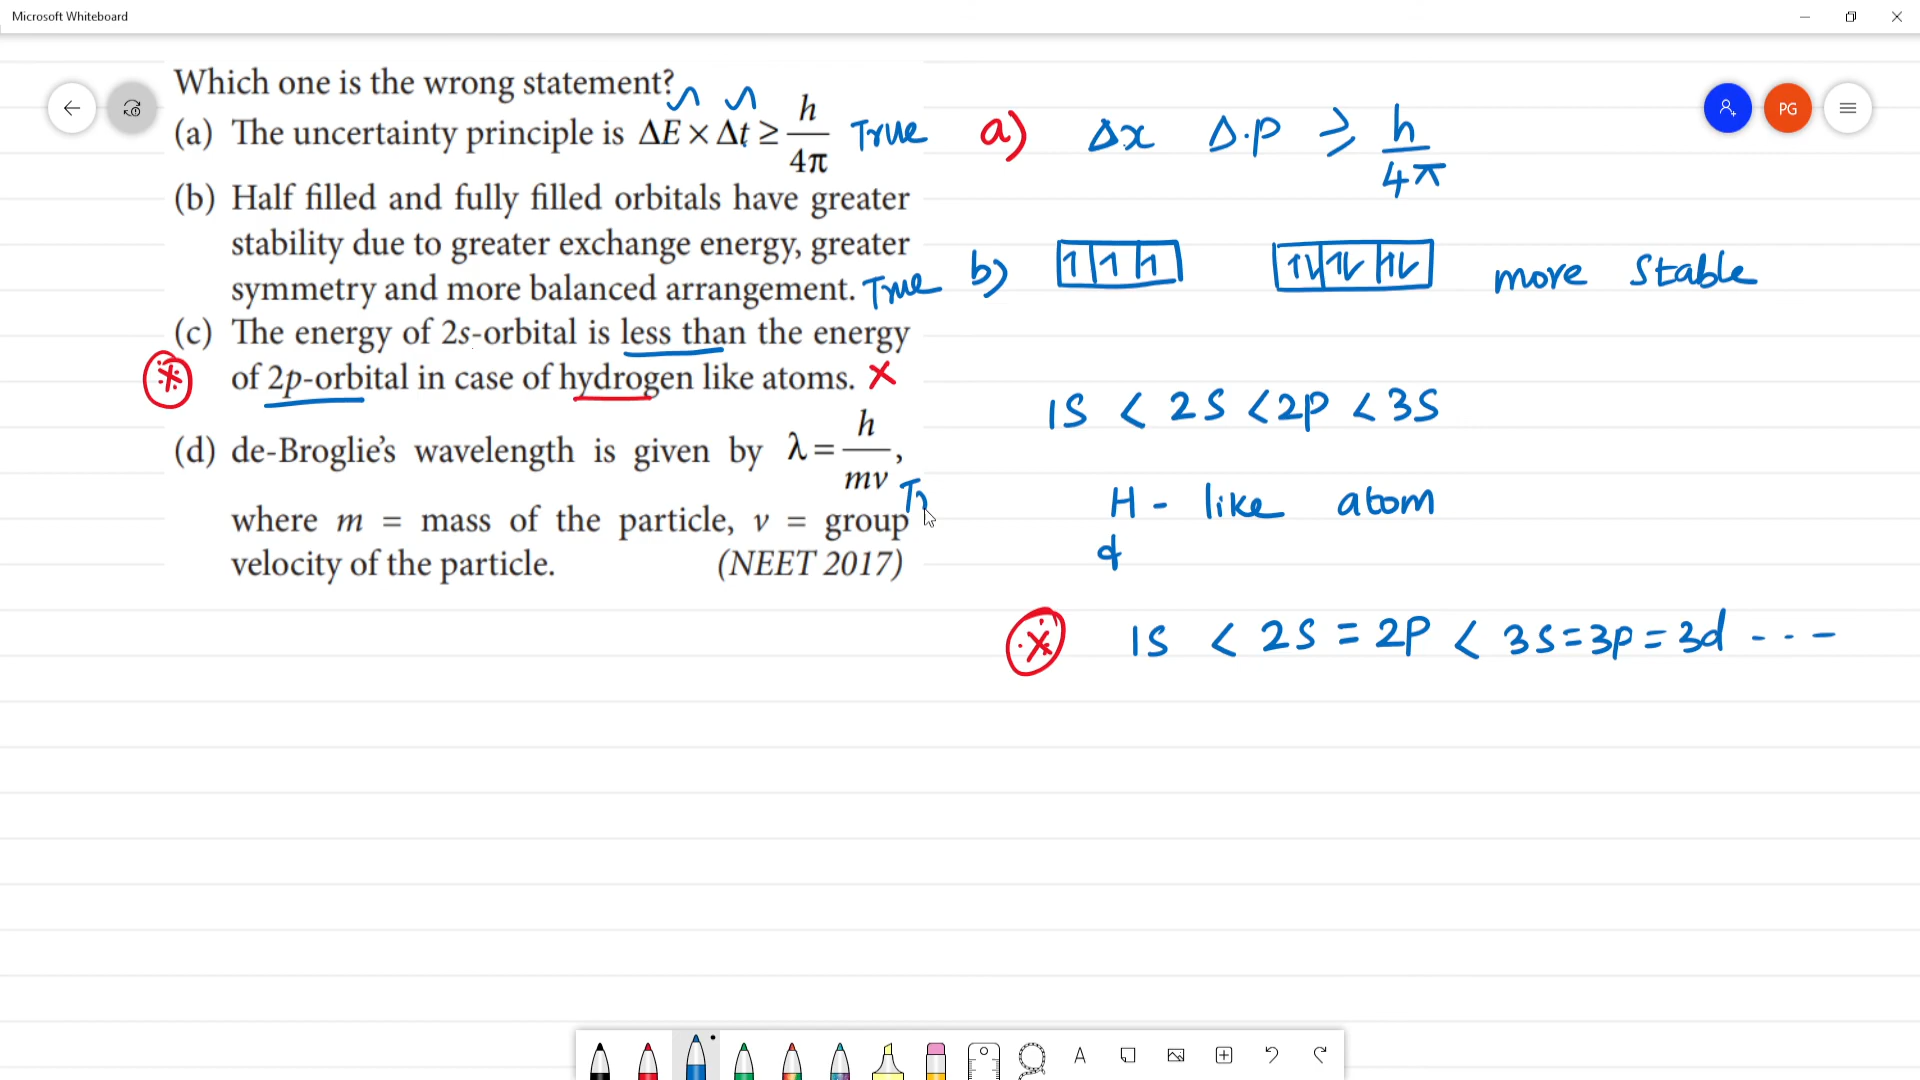 Microsoft Whiteboard
Which one is the wrong statement?
(a) The uncertainty principle is ΔE × Δt ≥ h/4π True
(b) Half filled and fully filled orbitals have greater
stability due to greater exchange energy, greater
symmetry and more balanced arrangement. True
(c) The energy of 2s-orbital is less than the energy
of 2p-orbital in case of hydrogen like atoms. ×
(d) de-Broglie's wavelength is given by λ = h/mv,
where m = mass of the particle, v = group
velocity of the particle. (NEET 2017)
a) Δx Δ.p ≥ h/4π
b) more stable
1S < 2S < 2p < 3S
H - like atom
1S < 2S = 2p < 3S = 3p = 3d - - -
PG
A